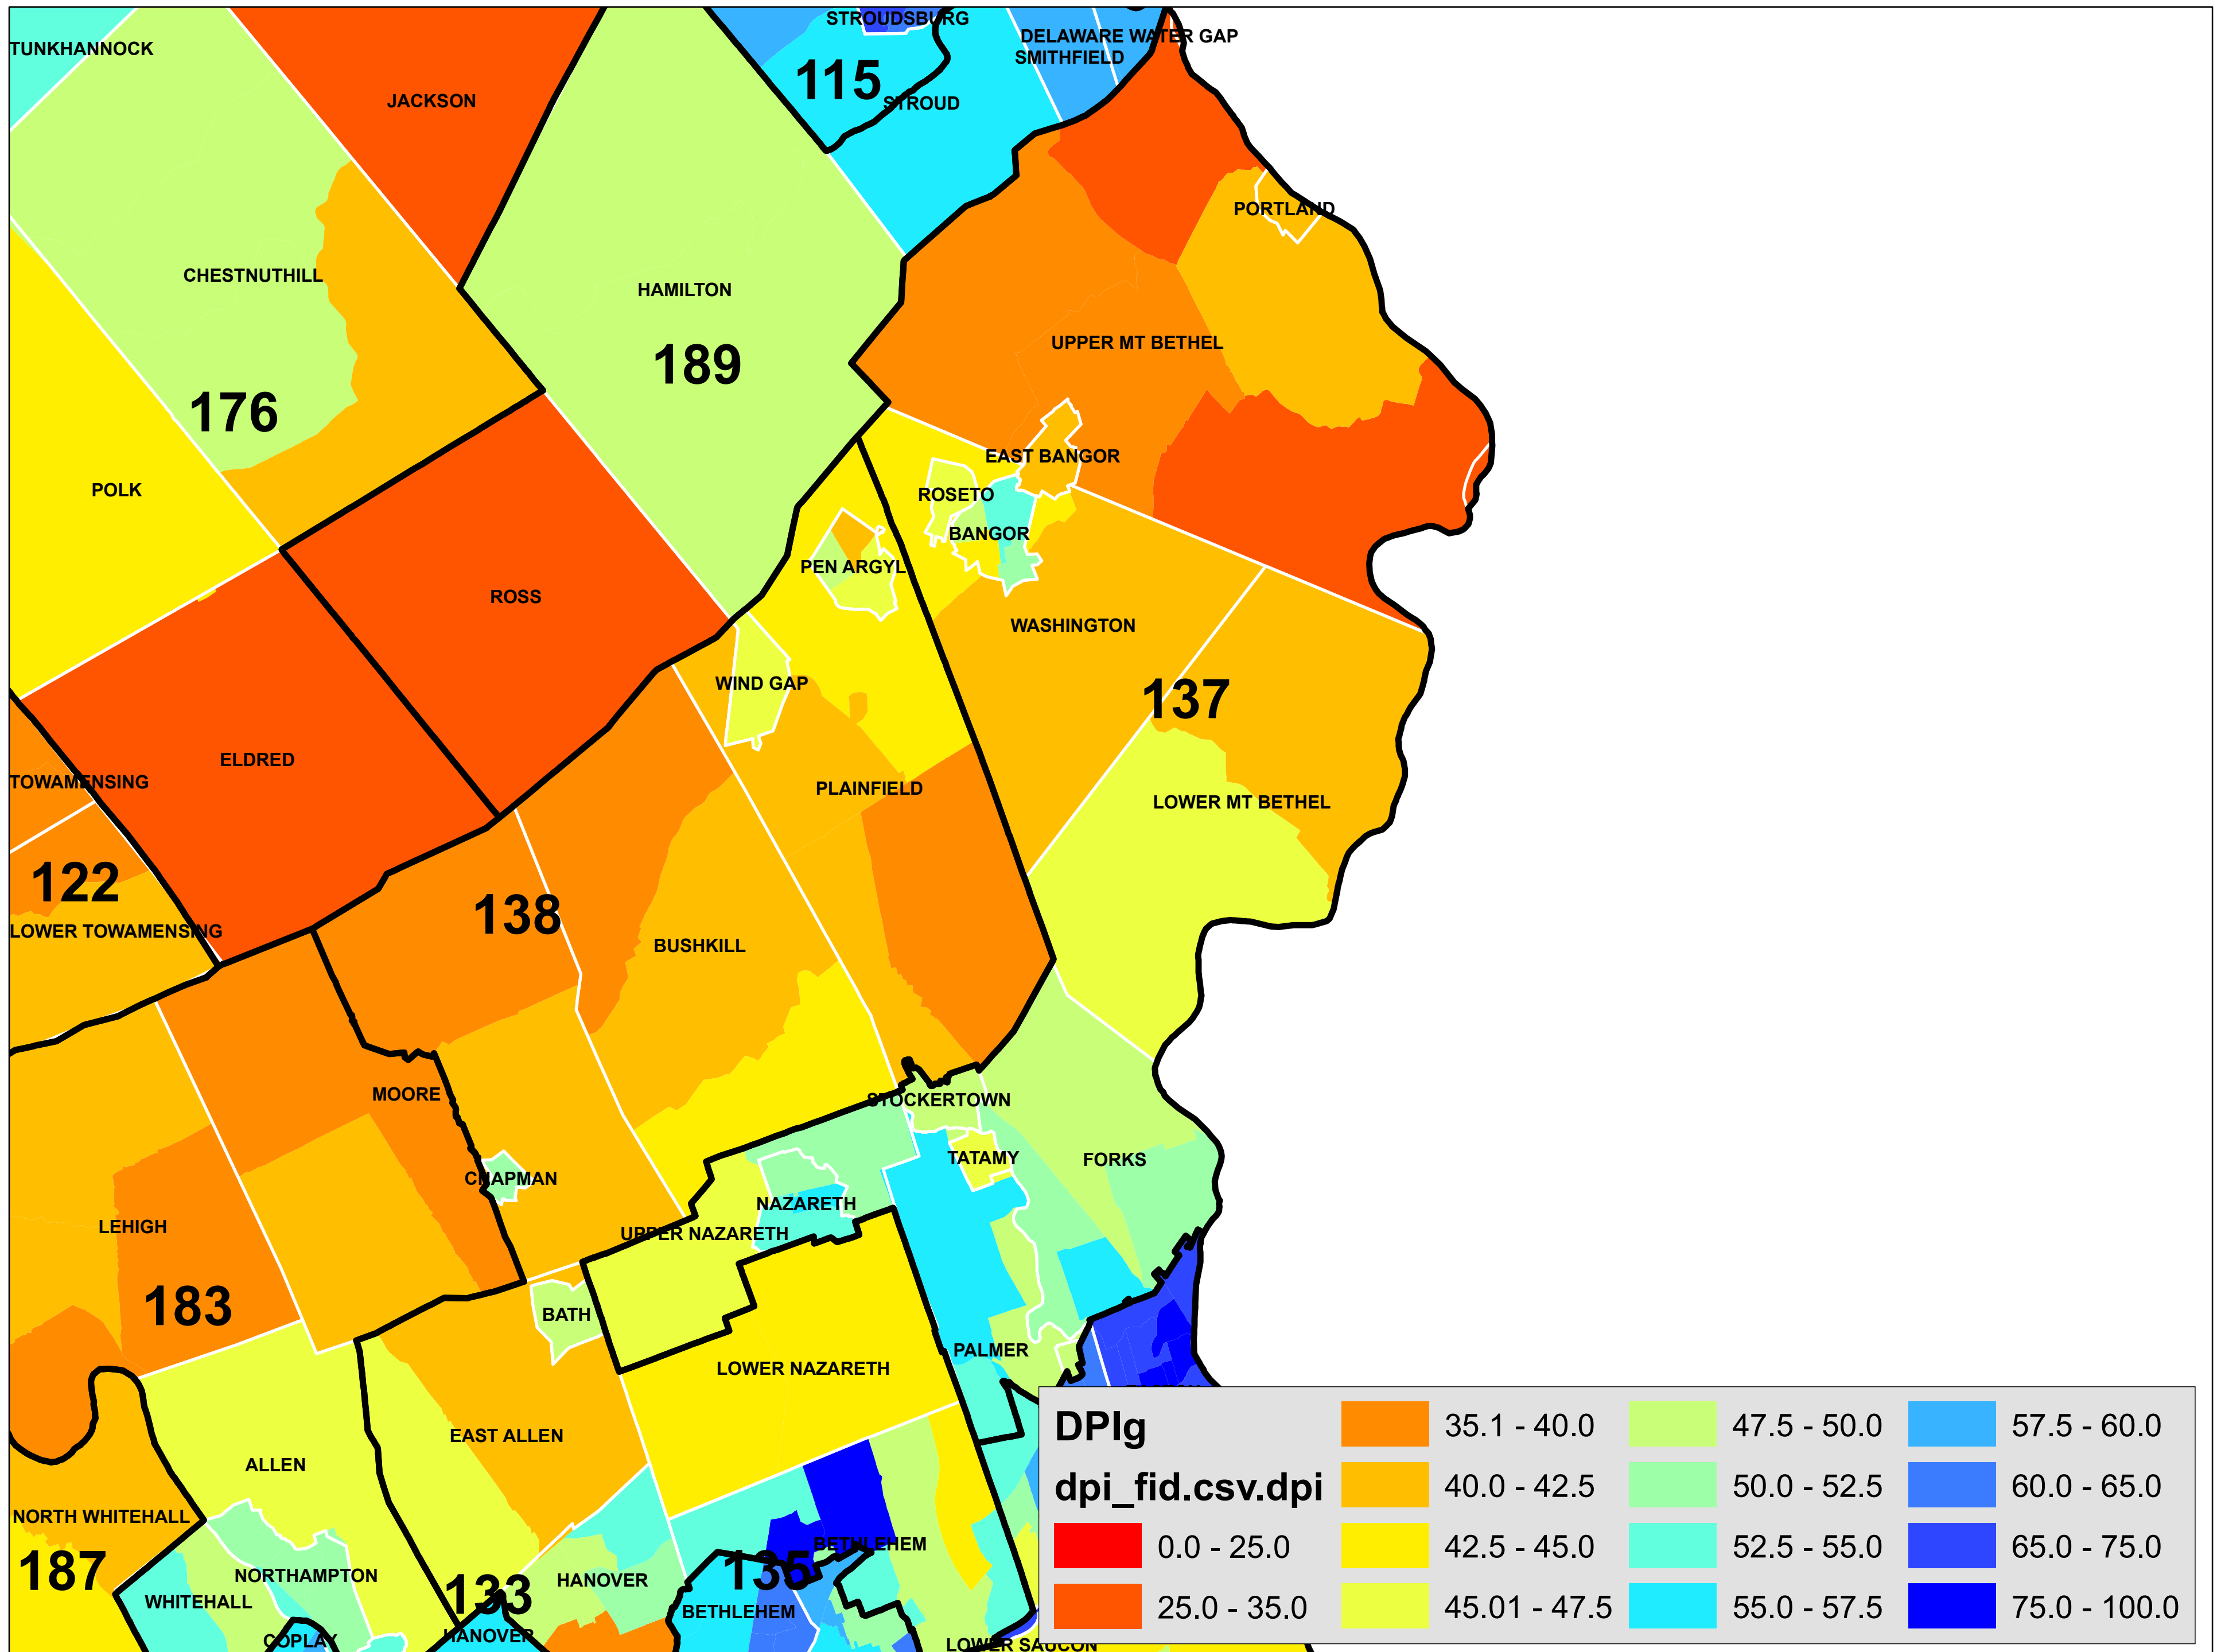 STROUDSBURG
DELAWARE WATER GAP
TUNKHANNOCK
SMITHFIELD
115
JACKSON
STROUD
PORTLAND
CHESTNUTHILL
HAMILTON
UPPER MT BETHEL
189
176
EAST BANGOR
POLK
ROSETO
BANGOR
PEN ARGYL
ROSS
WASHINGTON
WIND GAP
137
ELDRED
TOWAMENSING
PLAINFIELD
LOWER MT BETHEL
122
138
LOWER TOWAMENSING
BUSHKILL
MOORE
STOCKERTOWN
TATAMY
FORKS
CHAPMAN
NAZARETH
LEHIGH
UPPER NAZARETH
183
BATH
PALMER
LOWER NAZARETH
EAST ALLEN
ALLEN
NORTH WHITEHALL
BETHLEHEM
187
135
NORTHAMPTON
HANOVER
133
WHITEHALL
BETHLEHEM
HANOVER
COPLAY
LOWER SAUCON
DPIg
dpi_fid.csv.dpi
0.0 - 25.0
25.0 - 35.0
35.1 - 40.0
40.0 - 42.5
42.5 - 45.0
45.01 - 47.5
47.5 - 50.0
50.0 - 52.5
52.5 - 55.0
55.0 - 57.5
57.5 - 60.0
60.0 - 65.0
65.0 - 75.0
75.0 - 100.0